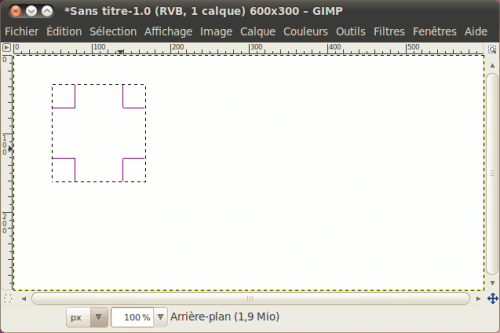 *Sans titre-1.0 (RVB, 1 calque) 600x300 – GIMP
Fichier Édition Sélection Affichage Image Calque Couleurs Outils Filtres Fenêtres Aide
0 100 200 300 400 500
0
100
200
px 100 % Arrière-plan (1,9 Mio)